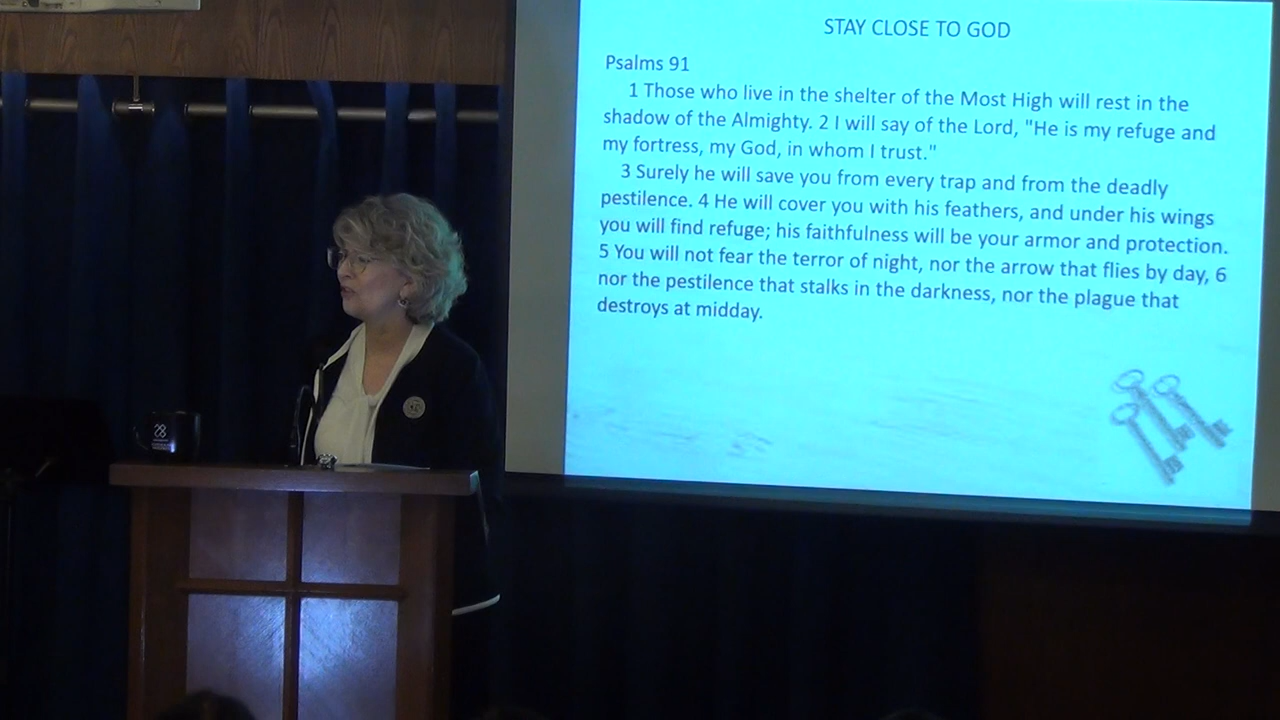 STAY CLOSE TO GOD
Psalms 91
1 Those who live in the shelter of the Most High will rest in the
shadow of the Almighty. 2 I will say of the Lord, "He is my refuge and
my fortress, my God, in whom I trust."
3 Surely he will save you from every trap and from the deadly
pestilence. 4 He will cover you with his feathers, and under his wings
you will find refuge; his faithfulness will be your armor and protection.
5 You will not fear the terror of night, nor the arrow that flies by day, 6
nor the pestilence that stalks in the darkness, nor the plague that
destroys at midday.